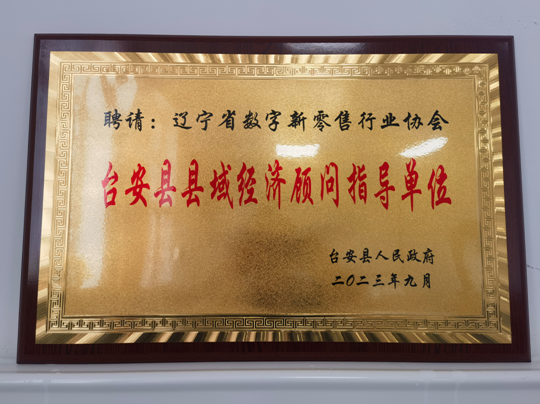 聘请：辽宁省数字新零售行业协会
台安县县域经济顾问指导单位
台安县人民政府
二〇二三年九月